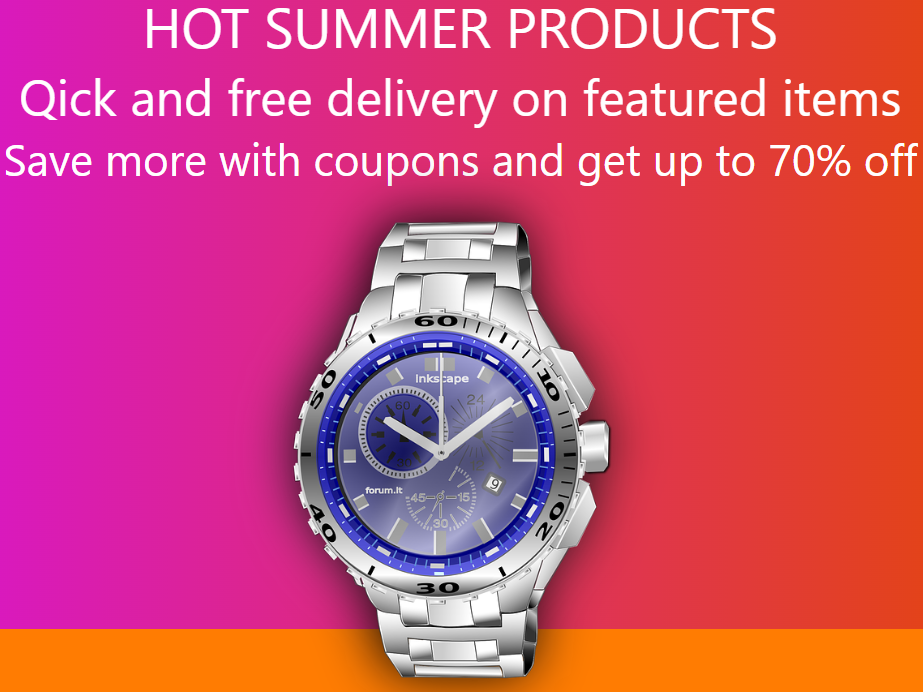 HOT SUMMER PRODUCTS
Qick and free delivery on featured items
Save more with coupons and get up to 70% off
60
10
20
30
40
50
inkscape
60
24
9
forum.it
45
15
30